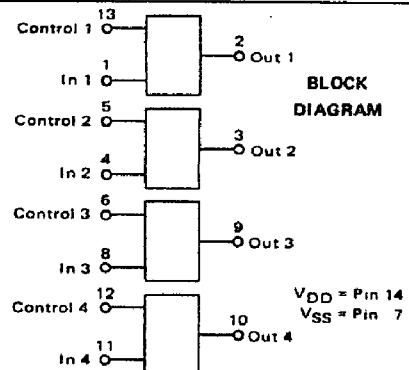 13
Control 1
2
Out 1
1
In 1
BLOCK
DIAGRAM
5
Control 2
3
Out 2
4
In 2
6
Control 3
9
Out 3
8
In 3
VDD = Pin 14
VSS = Pin 7
12
Control 4
10
Out 4
11
In 4